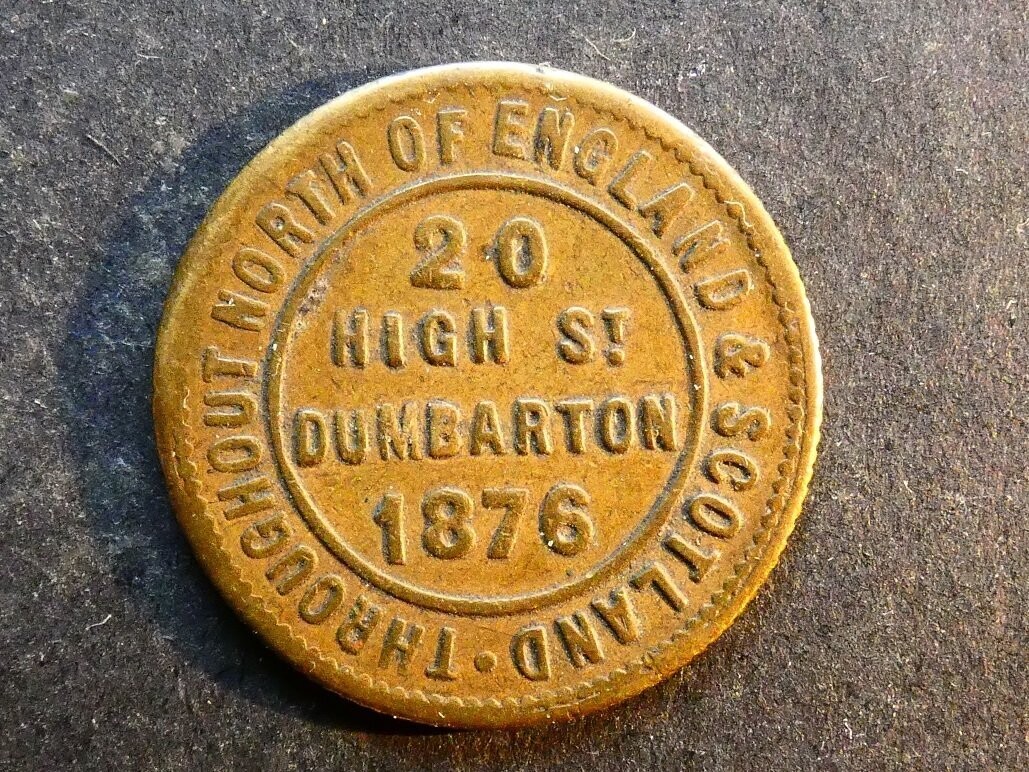 THROUGHOUT NORTH OF ENGLAND & SCOTLAND ·
20
HIGH ST
DUMBARTON
1876